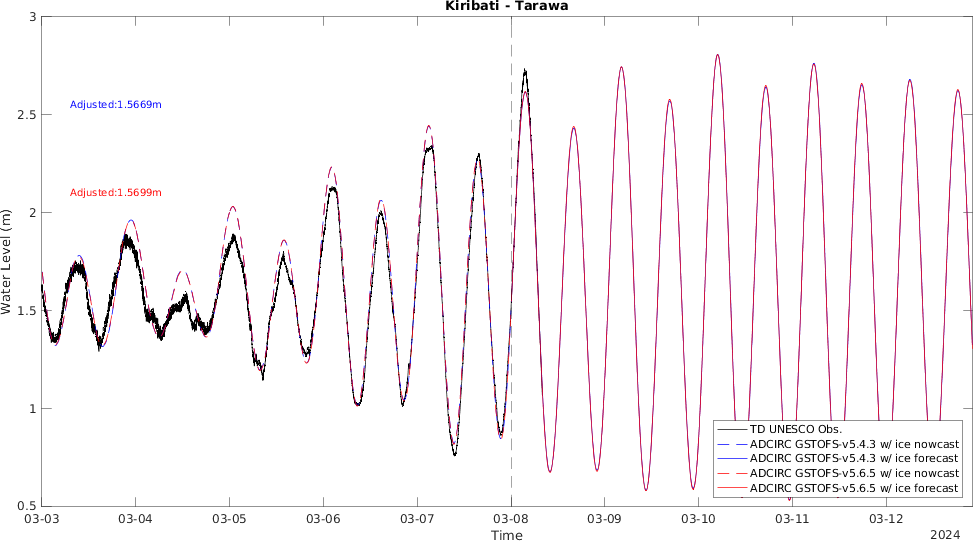 Kiribati - Tarawa
3
2.5
2
1.5
1
0.5
Water Level (m)
Adjusted:1.5669m
Adjusted:1.5699m
TD UNESCO Obs.
ADCIRC GSTOFS-v5.4.3 w/ ice nowcast
ADCIRC GSTOFS-v5.4.3 w/ ice forecast
ADCIRC GSTOFS-v5.6.5 w/ ice nowcast
ADCIRC GSTOFS-v5.6.5 w/ ice forecast
03-03 03-04 03-05 03-06 03-07 03-08 03-09 03-10 03-11 03-12
Time
2024